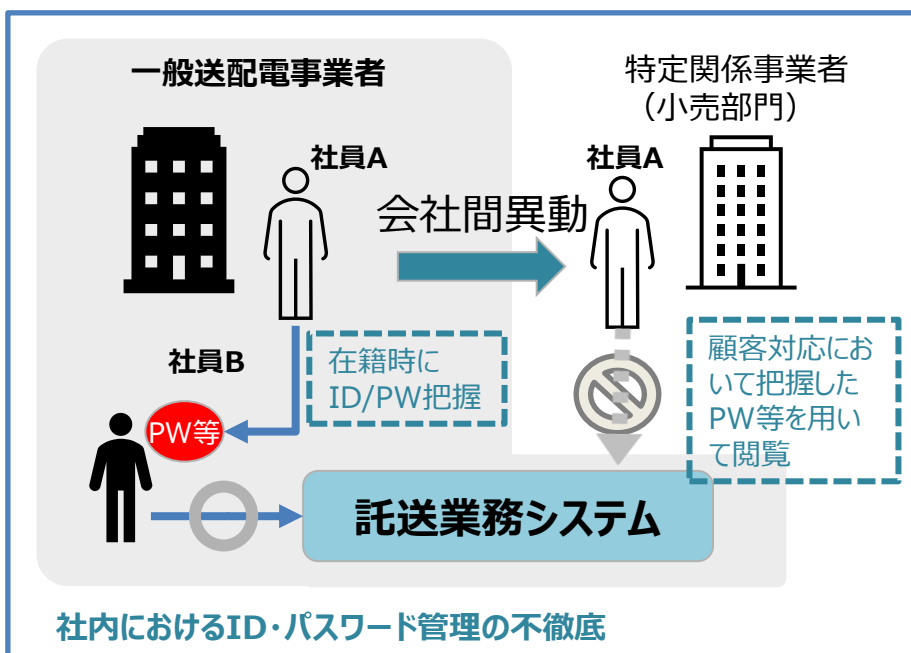 一般送配電事業者
特定関係事業者
（小売部門）
社員A
社員A
会社間異動
社員B
在籍時に
ID/PW把握
顧客対応にお
いて把握した
PW等を用い
て閲覧
PW等
託送業務システム
社内におけるID・パスワード管理の不徹底